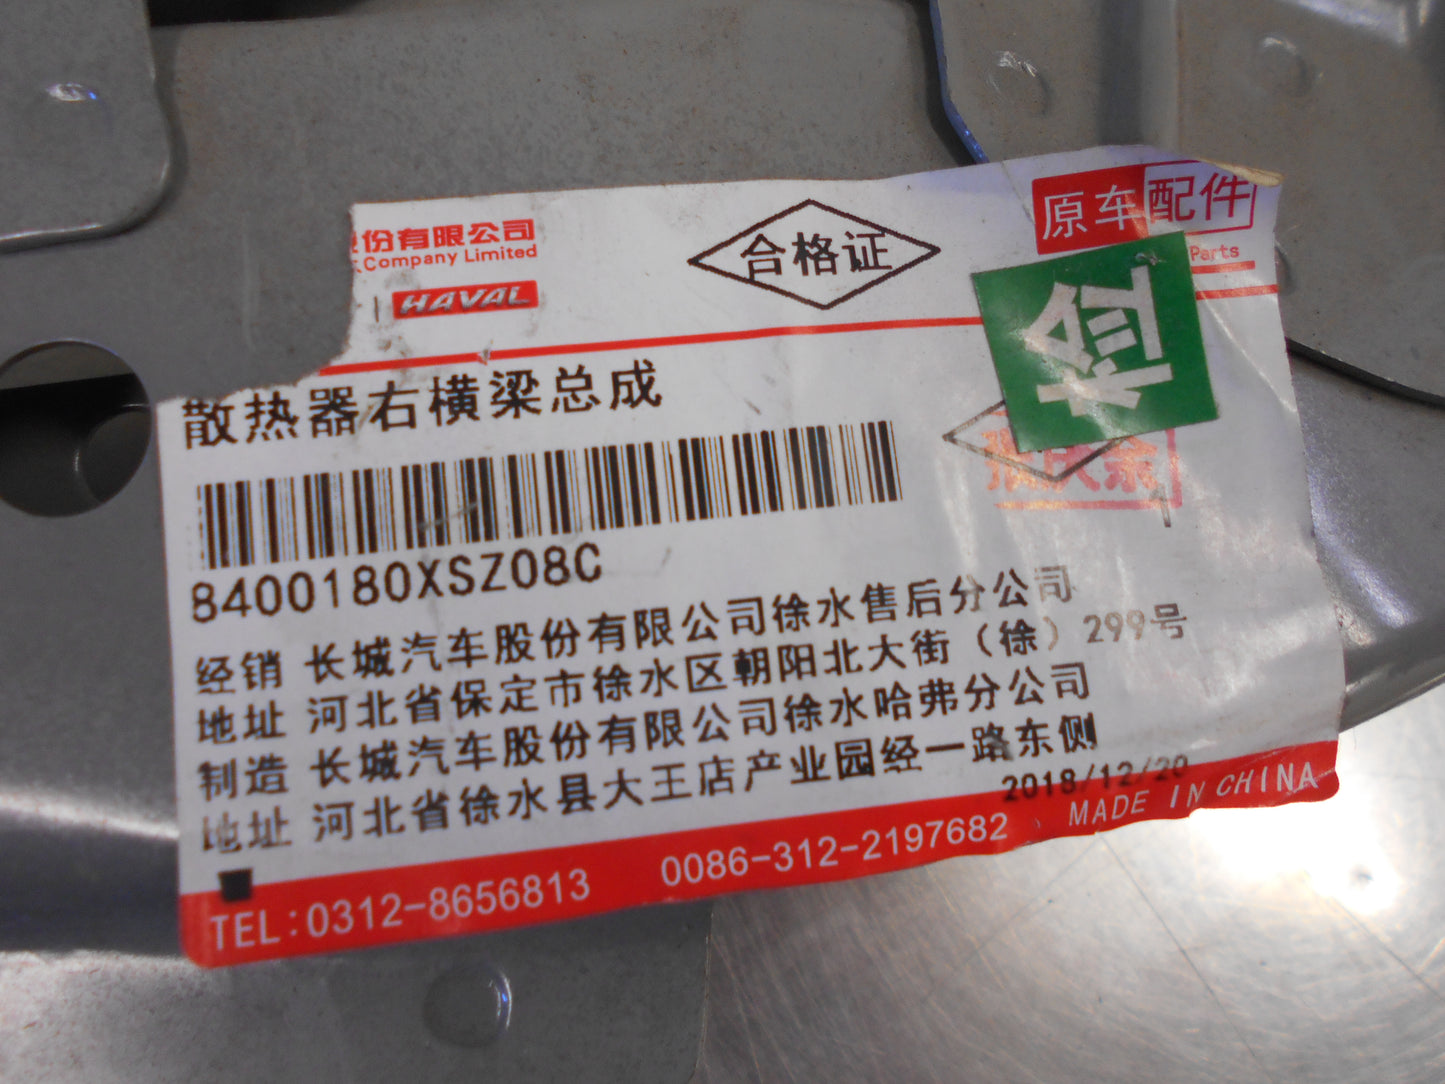 份有限公司
Company Limited
HAVAL
合格证
原车配件
Parts
检
散热器右横梁总成
8400180XSZ08C
经销 长城汽车股份有限公司徐水售后分公司
地址 河北省保定市徐水区朝阳北大街（徐）299号
制造 长城汽车股份有限公司徐水哈弗分公司
地址 河北省徐水县大王店产业园经一路东侧
2018/12/20
TEL:0312-8656813 0086-312-2197682 MADE IN CHINA